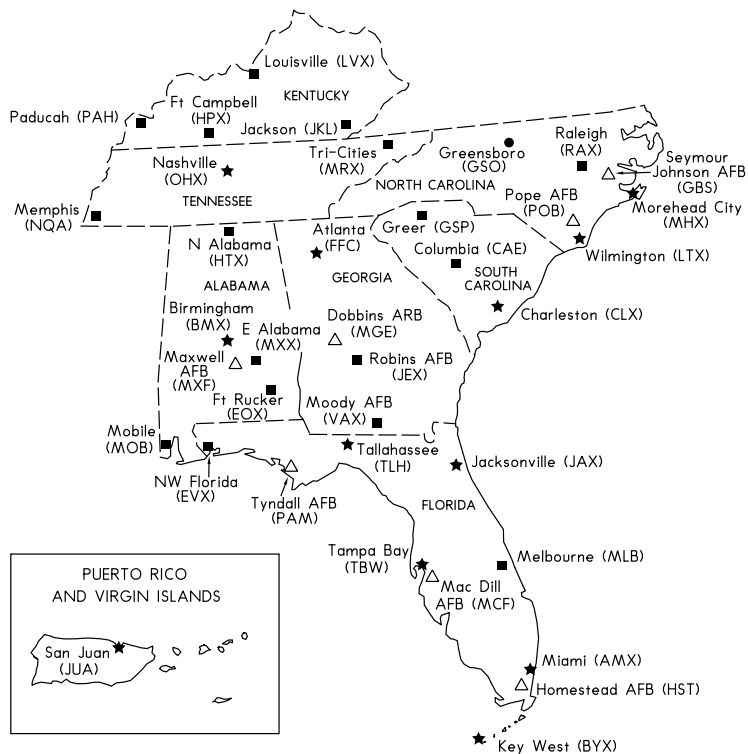 Louisville (LVX)
Ft Campbell
(HPX)
KENTUCKY
Paducah (PAH)
Jackson (JKL)
Nashville
(OHX)
Tri-Cities
(MRX)
Greensboro
(GSO)
Raleigh
(RAX)
Seymour
Johnson AFB
(GBS)
NORTH CAROLINA
TENNESSEE
Pope AFB
(POB)
Morehead City
(MHX)
Memphis
(NQA)
N Alabama
(HTX)
Atlanta
(FFC)
Greer (GSP)
Columbia (CAE)
Wilmington (LTX)
ALABAMA
GEORGIA
SOUTH
CAROLINA
Birmingham
(BMX)
E Alabama
(MXX)
Dobbins ARB
(MGE)
Charleston (CLX)
Maxwell
AFB
(MXF)
Robins AFB
(JEX)
Ft Rucker
(EOX)
Moody AFB
(VAX)
Mobile
(MOB)
NW Florida
(EVX)
Tallahassee
(TLH)
Jacksonville (JAX)
Tyndall AFB
(PAM)
FLORIDA
Tampa Bay
(TBW)
Melbourne (MLB)
Mac Dill
AFB (MCF)
PUERTO RICO
AND VIRGIN ISLANDS
San Juan
(JUA)
Miami (AMX)
Homestead AFB (HST)
Key West (BYX)